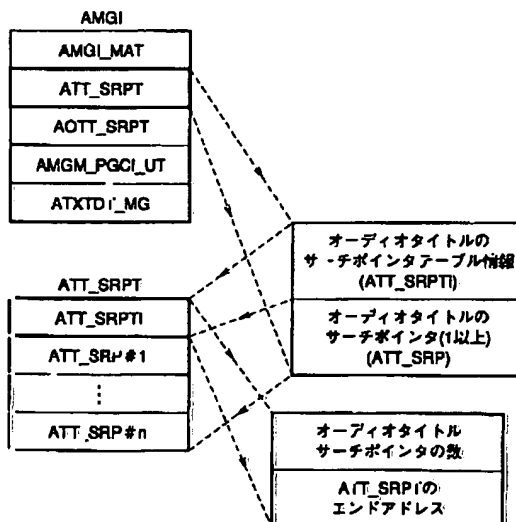 AMGI
AMGI_MAT
ATT_SRPT
AOTT_SRPT
AMGM_PGCI_UT
ATXTDT_MG
オーディオタイトルの
サーチポインタテーブル情報
(ATT_SRPTI)
オーディオタイトルの
サーチポインタ(1以上)
(ATT_SRP)
ATT_SRPT
ATT_SRPTI
ATT_SRP#1
⋮
ATT_SRP#n
オーディオタイトル
サーチポインタの数
ATT_SRPTの
エンドアドレス